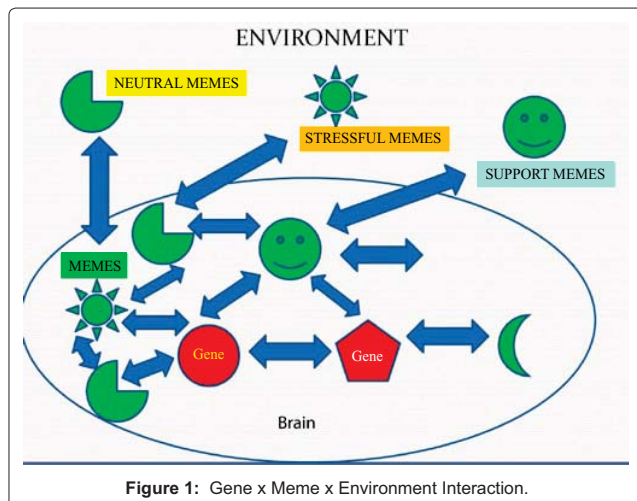 ENVIRONMENT
NEUTRAL MEMES
STRESSFUL MEMES
SUPPORT MEMES
MEMES
Gene
Gene
Brain
Figure 1: Gene x Meme x Environment Interaction.